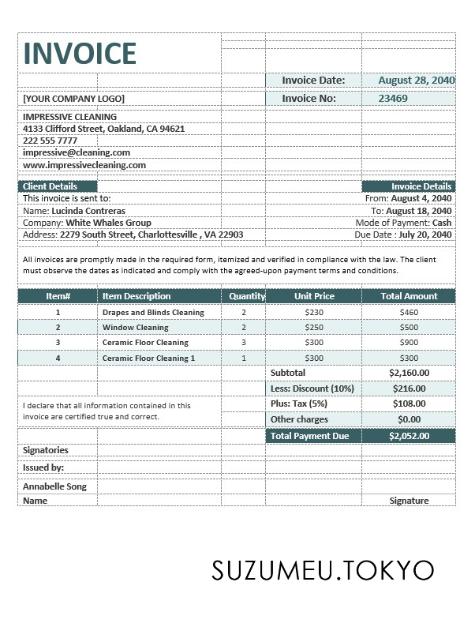 INVOICE
Invoice Date: August 28, 2040
[YOUR COMPANY LOGO] Invoice No: 23469
IMPRESSIVE CLEANING
4133 Clifford Street, Oakland, CA 94621
222 555 7777
impressive@cleaning.com
www.impressivecleaning.com
Client Details Invoice Details
This invoice is sent to: From: August 4, 2040
Name: Lucinda Contreras To: August 18, 2040
Company: White Whales Group Mode of Payment: Cash
Address: 2279 South Street, Charlottesville , VA 22903 Due Date : July 20, 2040
All invoices are promptly made in the required form, itemized and verified in compliance with the law. The client
must observe the dates as indicated and comply with the agreed-upon payment terms and conditions.
Item# Item Description Quantity Unit Price Total Amount
1 Drapes and Blinds Cleaning 2 $230 $460
2 Window Cleaning 2 $250 $500
3 Ceramic Floor Cleaning 3 $300 $900
4 Ceramic Floor Cleaning 1 1 $300 $300
Subtotal $2,160.00
Less: Discount (10%) $216.00
I declare that all information contained in this Plus: Tax (5%) $108.00
invoice are certified true and correct. Other charges $0.00
Total Payment Due $2,052.00
Signatories
Issued by:
Annabelle Song
Name Signature
SUZUMEU.TOKYO